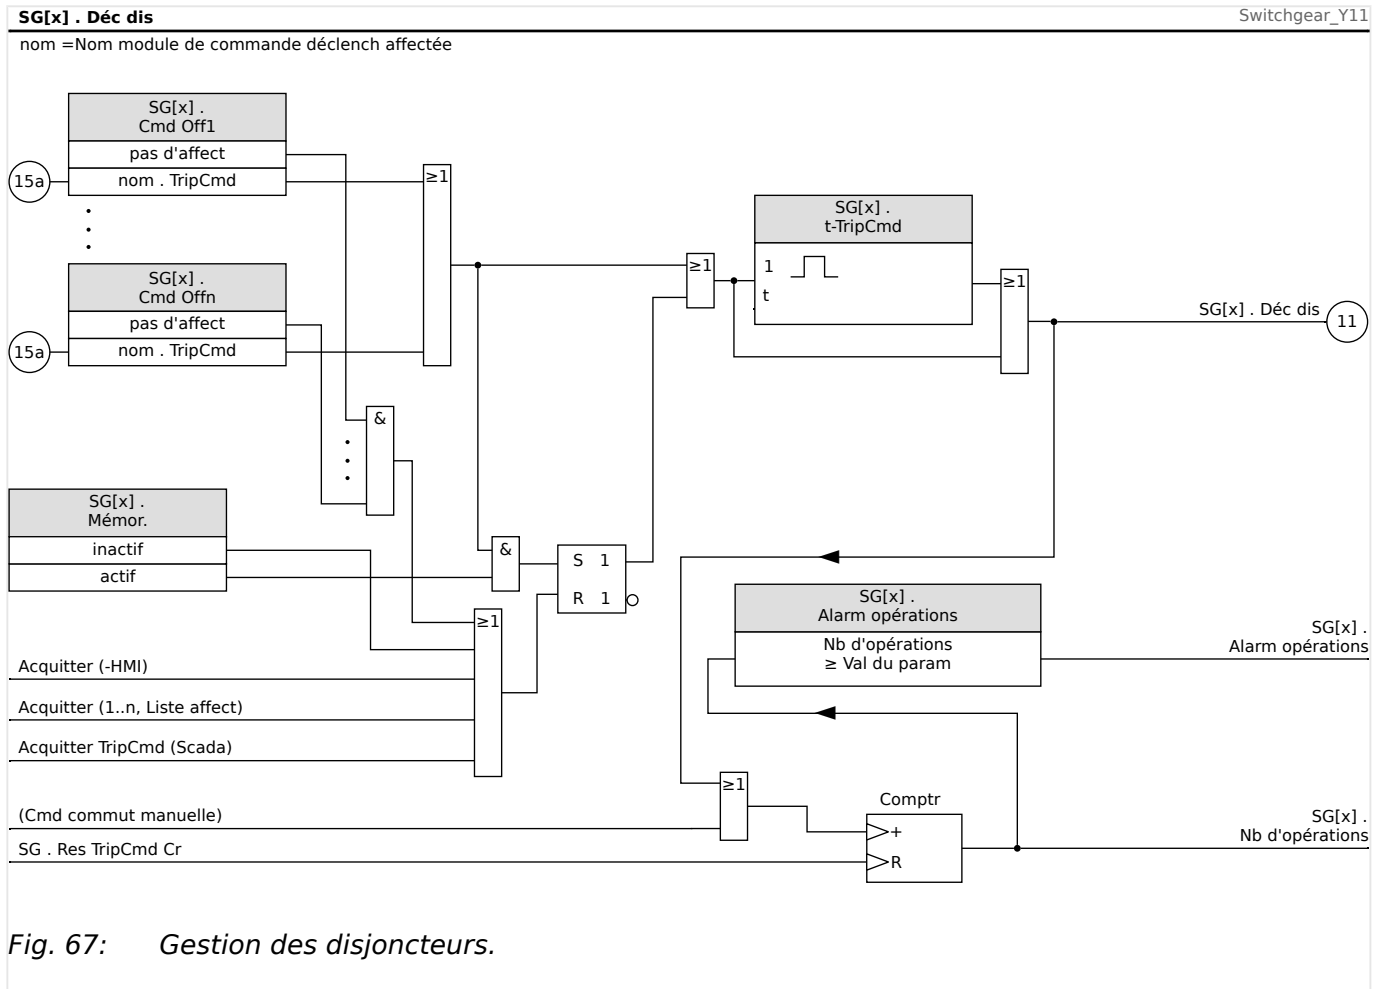 SG[x] . Déc dis
Switchgear_Y11
nom =Nom module de commande déclench affectée
SG[x] .
Cmd Off1
pas d'affect
15a
nom . TripCmd
≥1
SG[x] .
t-TripCmd
1
t
SG[x] .
Cmd Offn
pas d'affect
15a
nom . TripCmd
≥1
≥1
SG[x] . Déc dis
11
&
SG[x] .
Mémor.
inactif
actif
&
S 1
R 1
≥1
SG[x] .
Alarm opérations
Nb d'opérations
≥ Val du param
SG[x] .
Alarm opérations
Acquitter (-HMI)
Acquitter (1..n, Liste affect)
Acquitter TripCmd (Scada)
≥1
(Cmd commut manuelle)
SG . Res TripCmd Cr
Comptr
+
R
SG[x] .
Nb d'opérations
Fig. 67: Gestion des disjoncteurs.